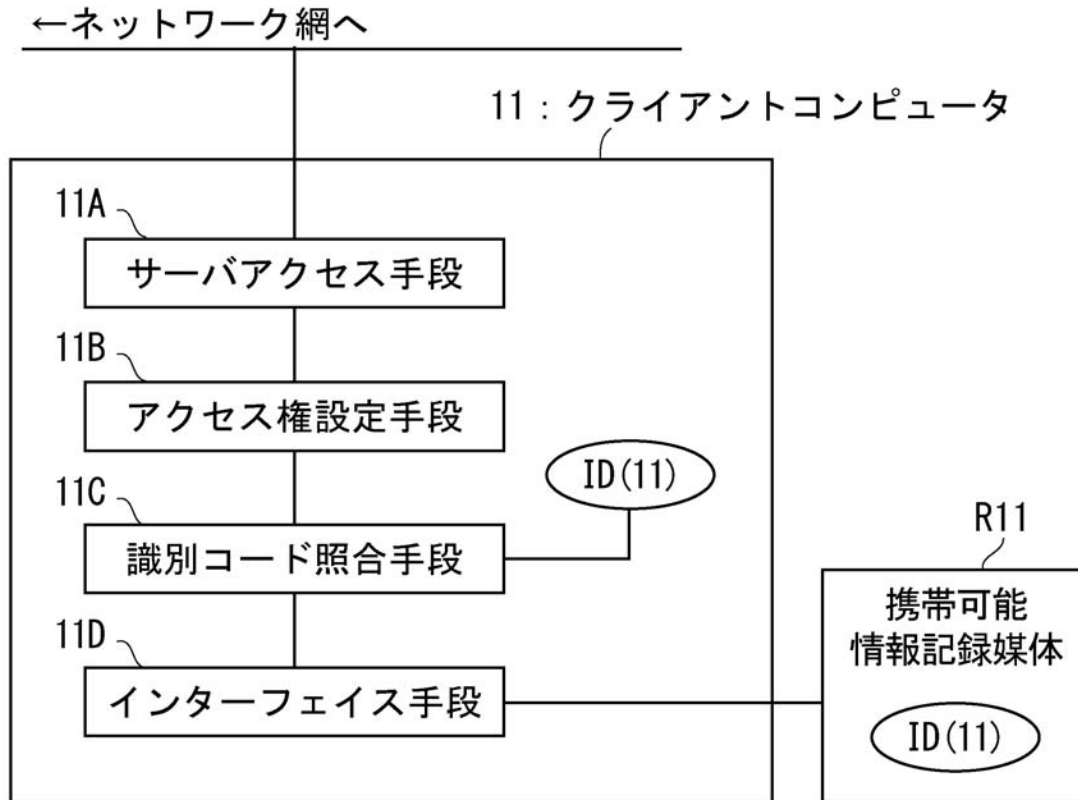 ←ネットワーク網へ
11：クライアントコンピュータ
11A
サーバアクセス手段
11B
アクセス権設定手段
ID(11)
11C
識別コード照合手段
R11
携帯可能
情報記録媒体
11D
インターフェイス手段
ID(11)